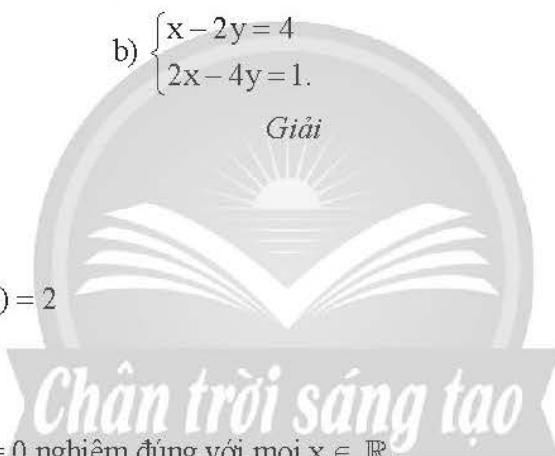 b) { x – 2y = 4
2x – 4y = 1.
Giải
) = 2
Chân trời sáng tạo
= 0 nghiệm đúng với mọi x ∈ ℝ